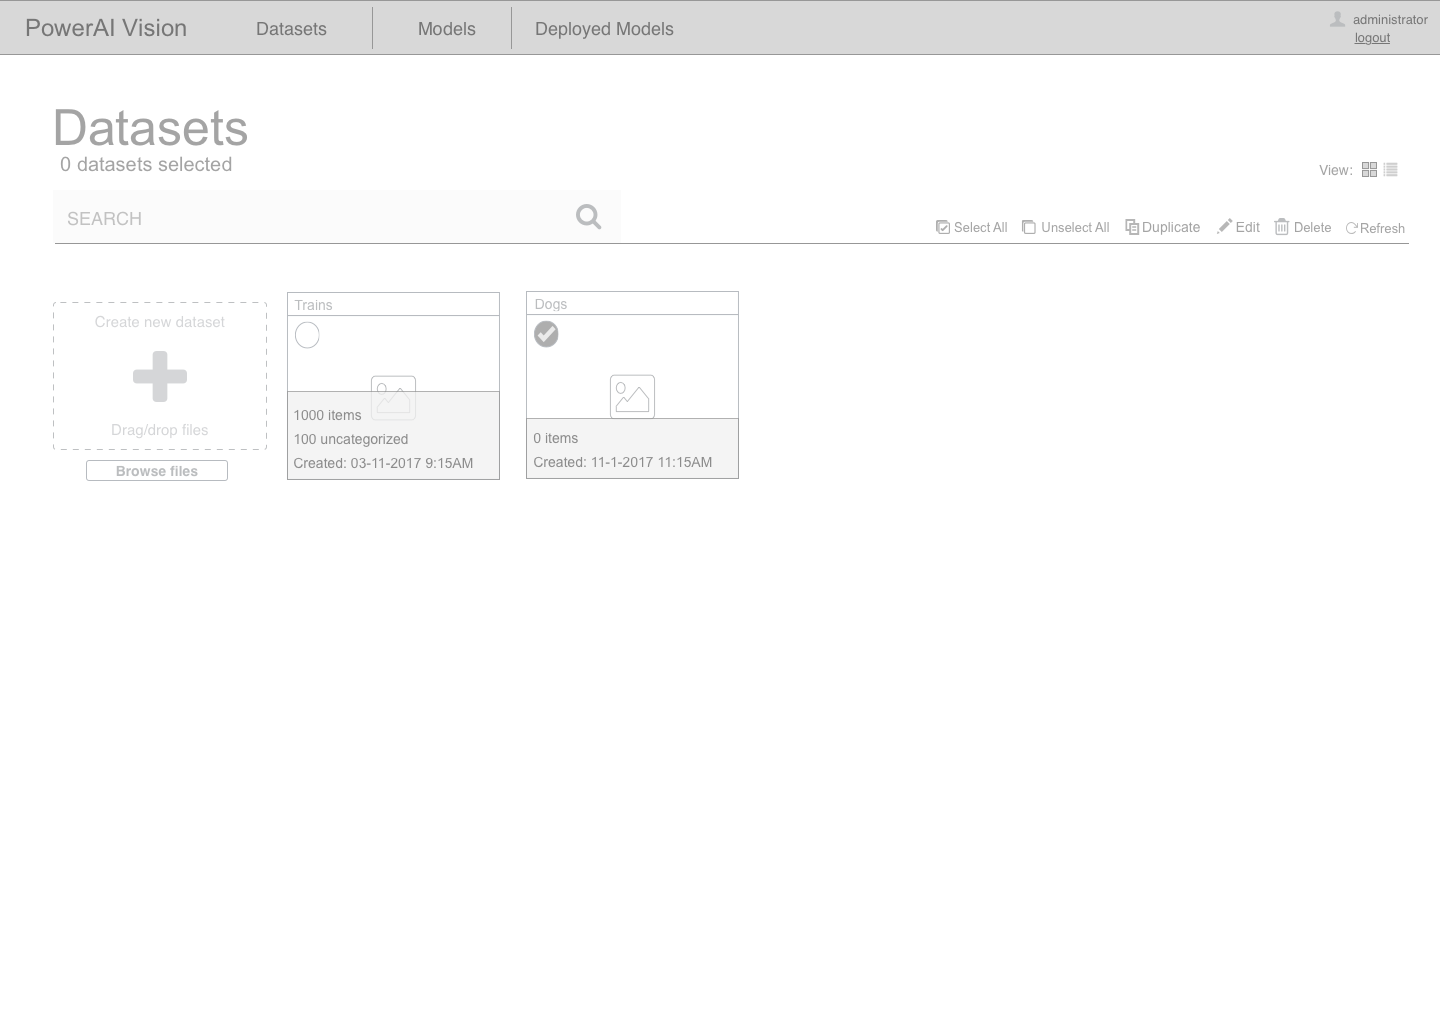 PowerAI Vision
Datasets
Models
Deployed Models
administrator
logout
Datasets
0 datasets selected
View:
SEARCH
Select All
Unselect All
Duplicate
Edit
Delete
Refresh
Create new dataset
Drag/drop files
Browse files
Trains
1000 items
100 uncategorized
Created: 03-11-2017 9:15AM
Dogs
0 items
Created: 11-1-2017 11:15AM